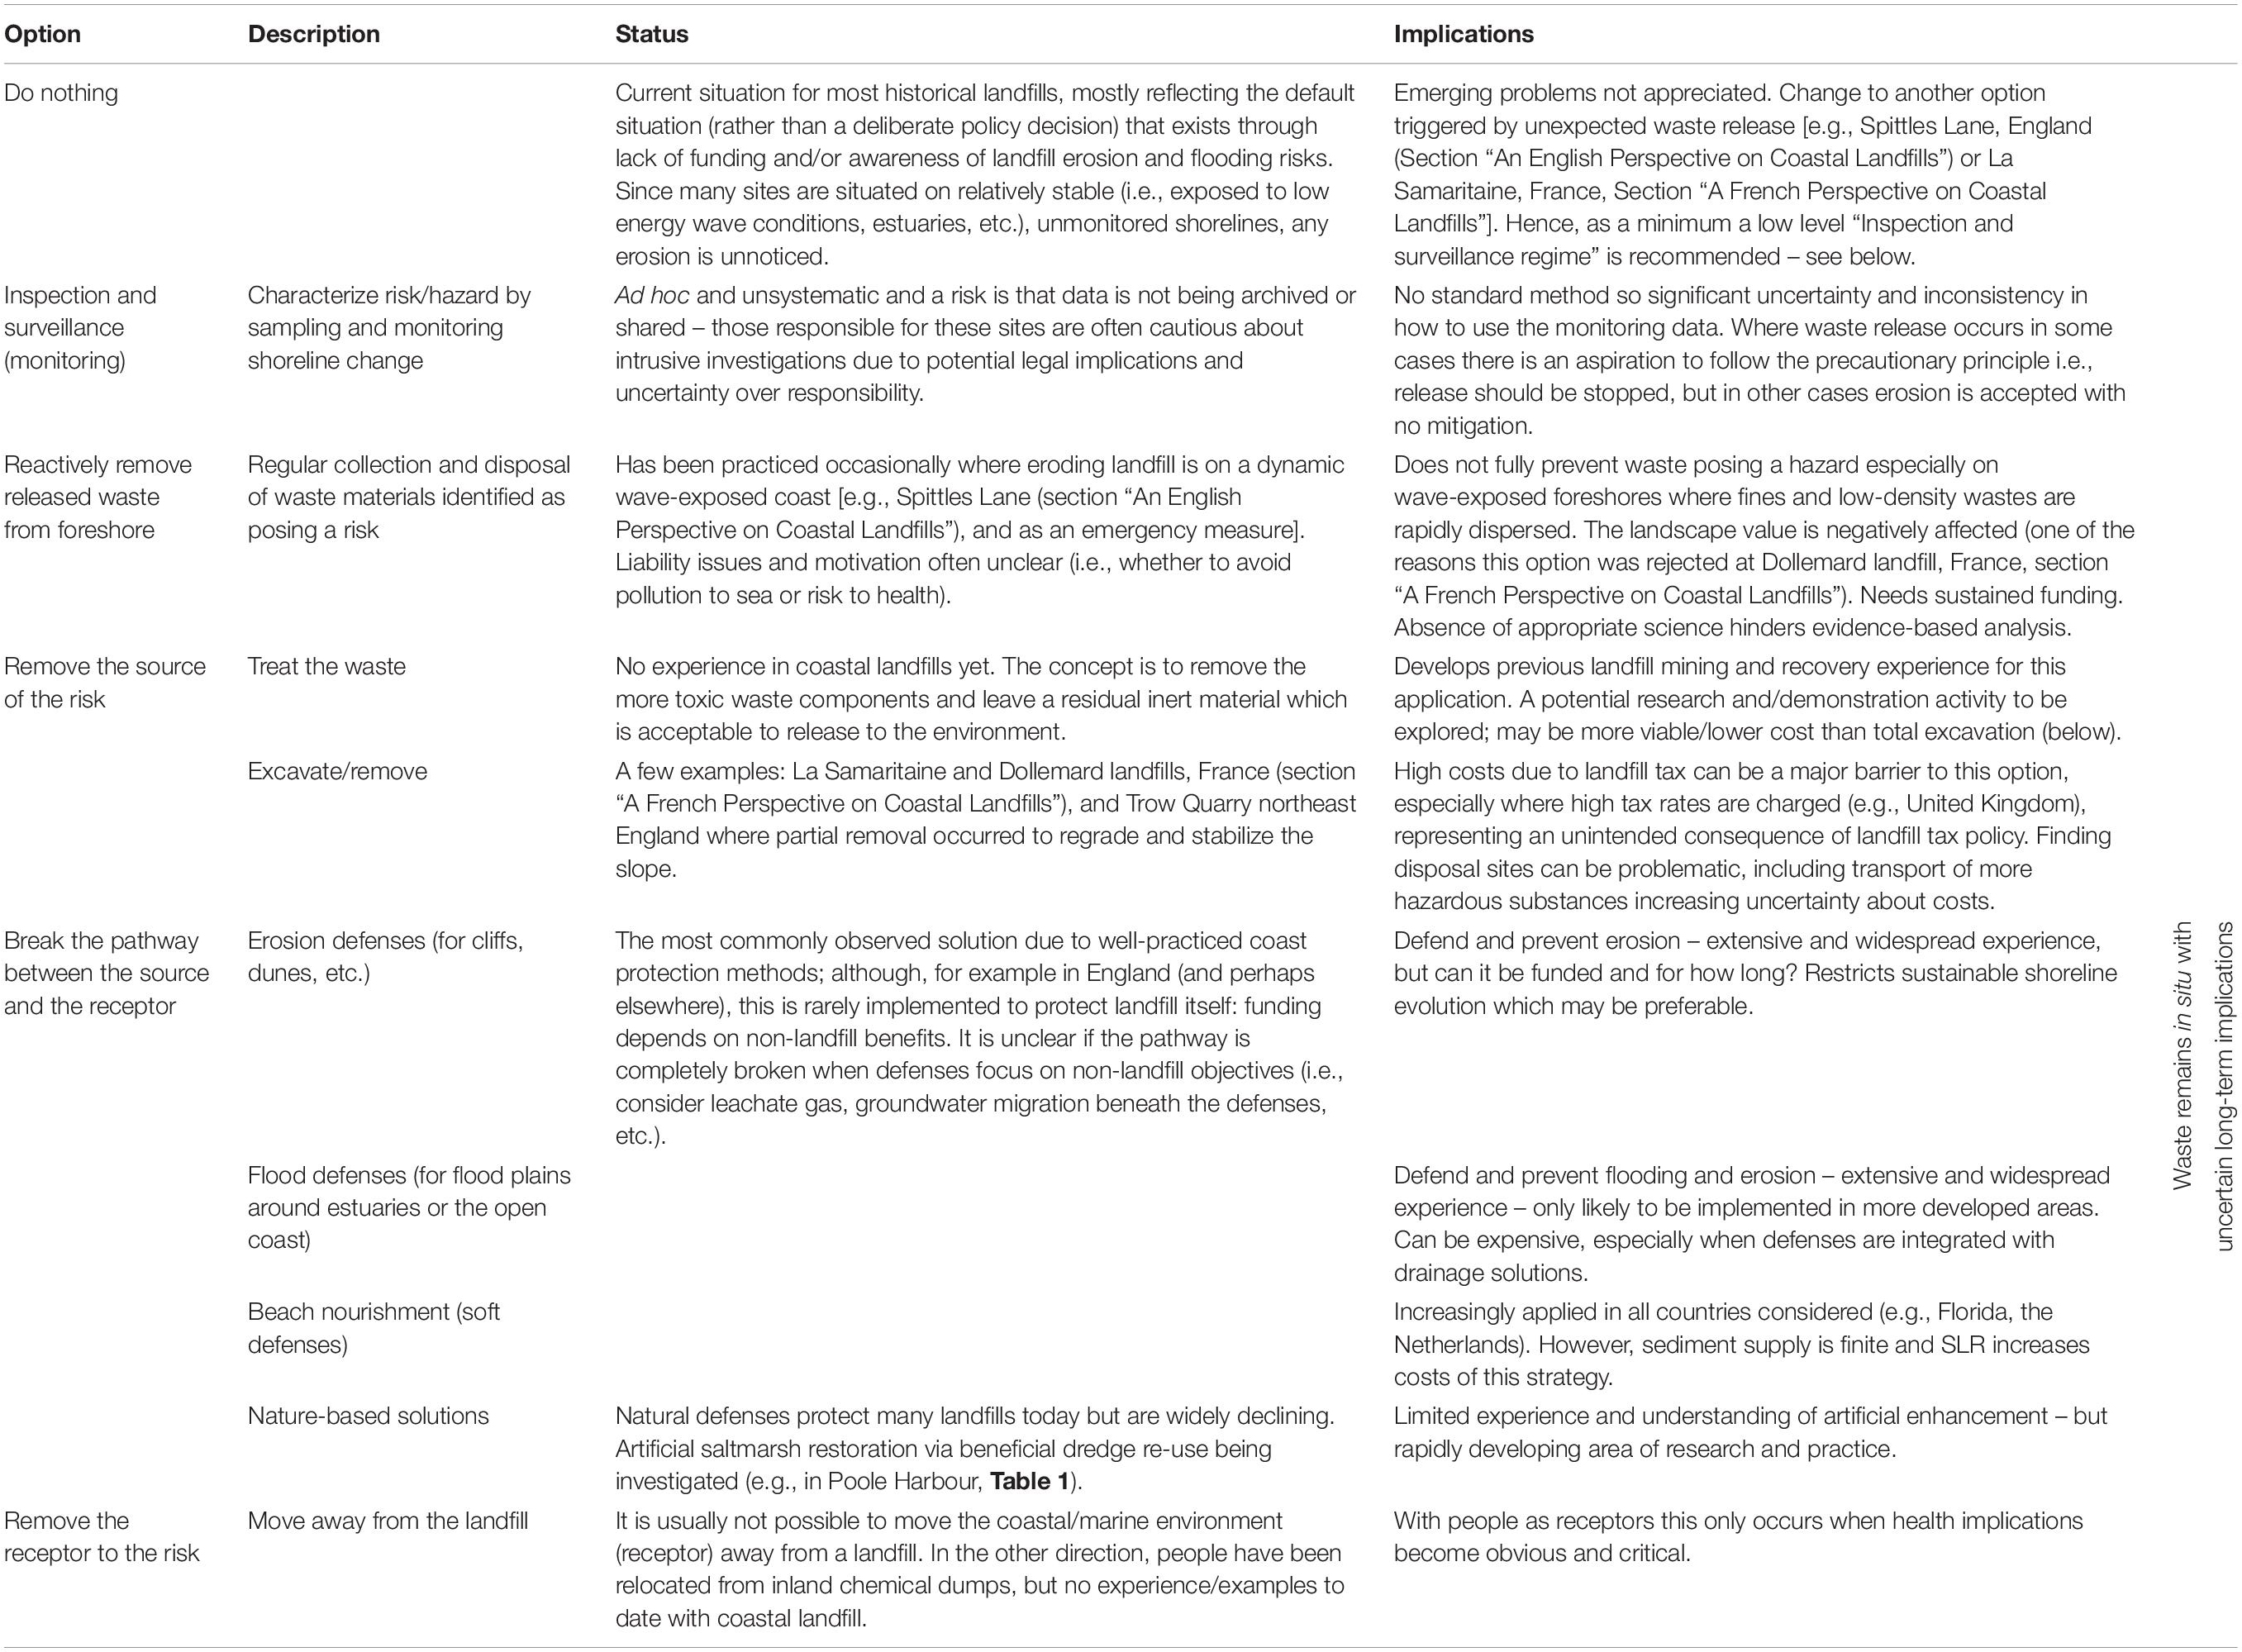 Option Description Status Implications
Do nothing
Current situation for most historical landfills, mostly reflecting the default
situation (rather than a deliberate policy decision) that exists through
lack of funding and/or awareness of landfill erosion and flooding risks.
Since many sites are situated on relatively stable (i.e., exposed to low
energy wave conditions, estuaries, etc.), unmonitored shorelines, any
erosion is unnoticed.
Emerging problems not appreciated. Change to another option
triggered by unexpected waste release [e.g., Spittles Lane, England
(Section “An English Perspective on Coastal Landfills”) or La
Samaritaine, France, Section “A French Perspective on Coastal
Landfills”]. Hence, as a minimum a low level “Inspection and
surveillance regime” is recommended – see below.
Inspection and
surveillance
(monitoring)
Characterize risk/hazard by
sampling and monitoring
shoreline change
Ad hoc and unsystematic and a risk is that data is not being archived or
shared – those responsible for these sites are often cautious about
intrusive investigations due to potential legal implications and
uncertainty over responsibility.
No standard method so significant uncertainty and inconsistency in
how to use the monitoring data. Where waste release occurs in some
cases there is an aspiration to follow the precautionary principle i.e.,
release should be stopped, but in other cases erosion is accepted with
no mitigation.
Reactively remove
released waste
from foreshore
Regular collection and disposal
of waste materials identified as
posing a risk
Has been practiced occasionally where eroding landfill is on a dynamic
wave-exposed coast [e.g., Spittles Lane (section “An English
Perspective on Coastal Landfills”), and as an emergency measure].
Liability issues and motivation often unclear (i.e., whether to avoid
pollution to sea or risk to health).
Does not fully prevent waste posing a hazard especially on
wave-exposed foreshores where fines and low-density wastes are
rapidly dispersed. The landscape value is negatively affected (one of the
reasons this option was rejected at Dollemard landfill, France, section
“A French Perspective on Coastal Landfills”). Needs sustained funding.
Absence of appropriate science hinders evidence-based analysis.
Remove the source
of the risk
Treat the waste
No experience in coastal landfills yet. The concept is to remove the
more toxic waste components and leave a residual inert material which
is acceptable to release to the environment.
Develops previous landfill mining and recovery experience for this
application. A potential research and/demonstration activity to be
explored; may be more viable/lower cost than total excavation (below).
Excavate/remove
A few examples: La Samaritaine and Dollemard landfills, France (section
“A French Perspective on Coastal Landfills”), and Trow Quarry northeast
England where partial removal occurred to regrade and stabilize the
slope.
High costs due to landfill tax can be a major barrier to this option,
especially where high tax rates are charged (e.g., United Kingdom),
representing an unintended consequence of landfill tax policy. Finding
disposal sites can be problematic, including transport of more
hazardous substances increasing uncertainty about costs.
Break the pathway
between the source
and the receptor
Erosion defenses (for cliffs,
dunes, etc.)
The most commonly observed solution due to well-practiced coast
protection methods; although, for example in England (and perhaps
elsewhere), this is rarely implemented to protect landfill itself: funding
depends on non-landfill benefits. It is unclear if the pathway is
completely broken when defenses focus on non-landfill objectives (i.e.,
consider leachate gas, groundwater migration beneath the defenses,
etc.).
Defend and prevent erosion – extensive and widespread experience,
but can it be funded and for how long? Restricts sustainable shoreline
evolution which may be preferable.
Flood defenses (for flood plains
around estuaries or the open
coast)
Defend and prevent flooding and erosion – extensive and widespread
experience – only likely to be implemented in more developed areas.
Can be expensive, especially when defenses are integrated with
drainage solutions.
Beach nourishment (soft
defenses)
Increasingly applied in all countries considered (e.g., Florida, the
Netherlands). However, sediment supply is finite and SLR increases
costs of this strategy.
Nature-based solutions
Natural defenses protect many landfills today but are widely declining.
Artificial saltmarsh restoration via beneficial dredge re-use being
investigated (e.g., in Poole Harbour, Table 1).
Limited experience and understanding of artificial enhancement – but
rapidly developing area of research and practice.
Waste remains in situ with
uncertain long-term implications
Remove the
receptor to the risk
Move away from the landfill
It is usually not possible to move the coastal/marine environment
(receptor) away from a landfill. In the other direction, people have been
relocated from inland chemical dumps, but no experience/examples to
date with coastal landfill.
With people as receptors this only occurs when health implications
become obvious and critical.